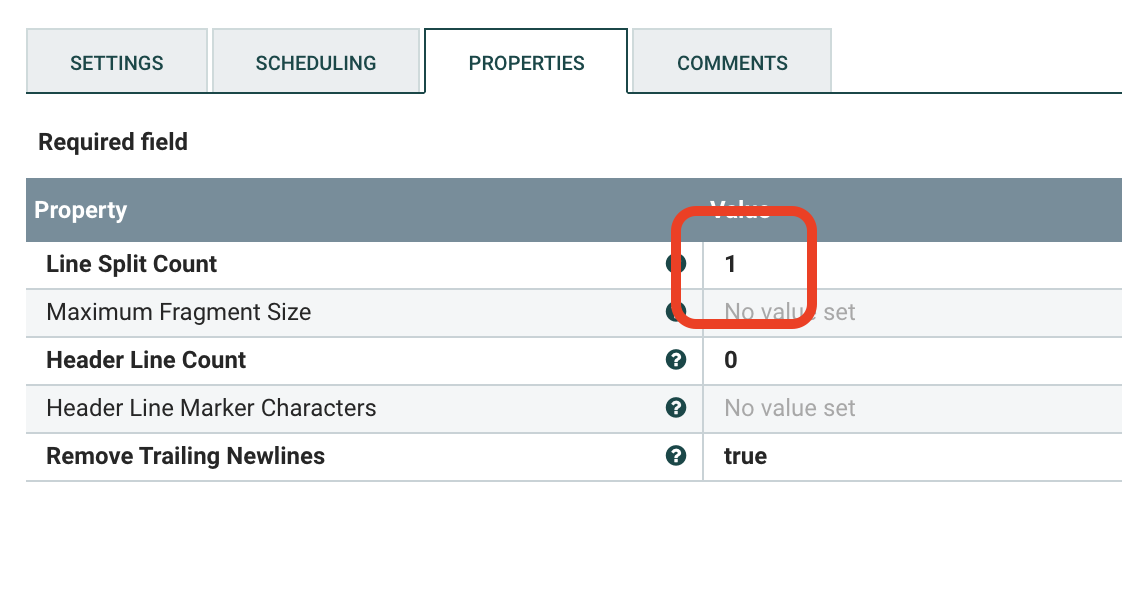 SETTINGS SCHEDULING PROPERTIES COMMENTS
Required field
Property Value
Line Split Count 1
Maximum Fragment Size No value set
Header Line Count ? 0
Header Line Marker Characters ? No value set
Remove Trailing Newlines ? true